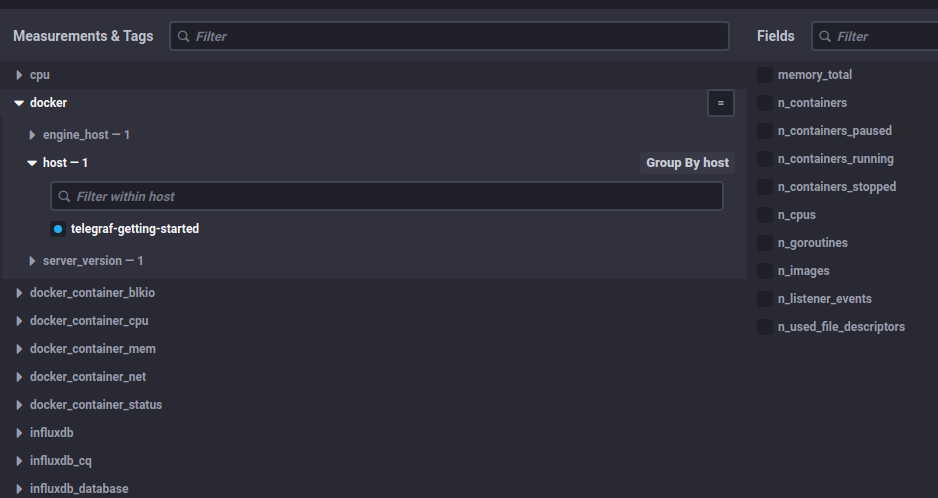 Measurements & Tags
Filter
cpu
docker
=
engine_host — 1
host — 1
Group By host
Filter within host
telegraf-getting-started
server_version — 1
docker_container_blkio
docker_container_cpu
docker_container_mem
docker_container_net
docker_container_status
influxdb
influxdb_cq
influxdb_database
Fields
Filter
memory_total
n_containers
n_containers_paused
n_containers_running
n_containers_stopped
n_cpus
n_goroutines
n_images
n_listener_events
n_used_file_descriptors